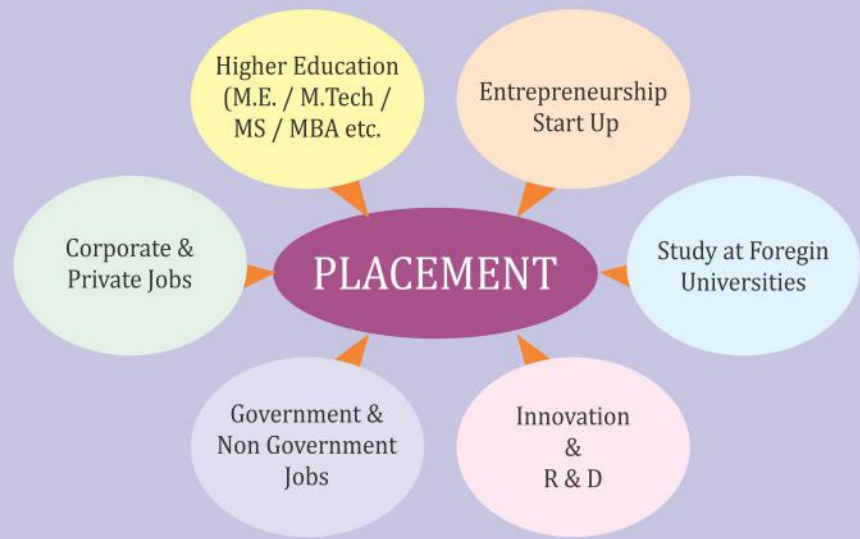 Higher Education
(M.E. / M.Tech /
MS / MBA etc.
Entrepreneurship
Start Up
Corporate &
Private Jobs
PLACEMENT
Study at Foregin
Universities
Government &
Non Government
Jobs
Innovation
&
R & D